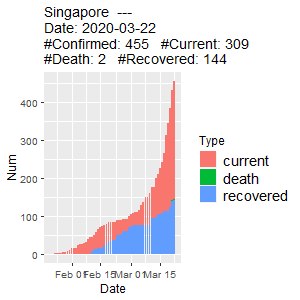 Singapore  ---
Date: 2020-03-22
#Confirmed: 455   #Current: 309
#Death: 2   #Recovered: 144
Num
400
300
200
100
0
Feb 01 Feb 15 Mar 01 Mar 15
Date
Type
current
death
recovered